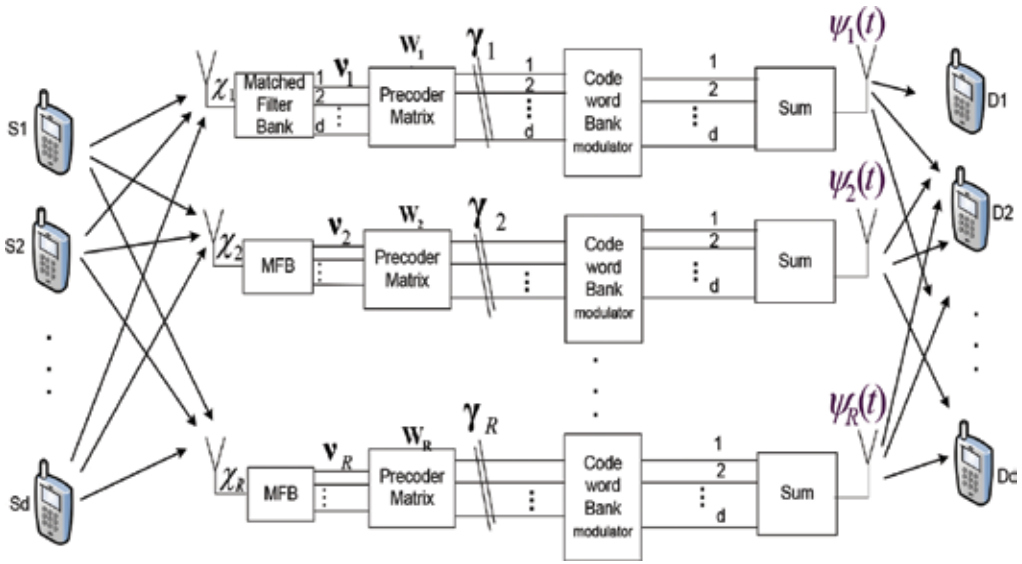 S1
S2
Sd
χ1
Matched
Filter
Bank
1
2
d
v1
W1
Precoder
Matrix
γ1
1
2
d
Code
word
Bank
modulator
1
2
d
Sum
ψ1(t)
D1
χ2
MFB
v2
W2
Precoder
Matrix
γ2
Code
word
Bank
modulator
1
2
d
Sum
ψ2(t)
D2
χR
MFB
vR
WR
Precoder
Matrix
γR
Code
word
Bank
modulator
1
2
d
Sum
ψR(t)
Dd